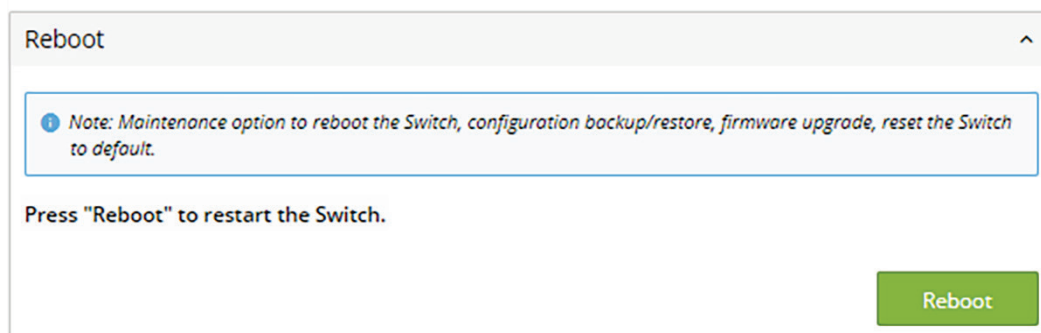 Reboot
Note: Maintenance option to reboot the Switch, configuration backup/restore, firmware upgrade, reset the Switch
to default.
Press "Reboot" to restart the Switch.
Reboot